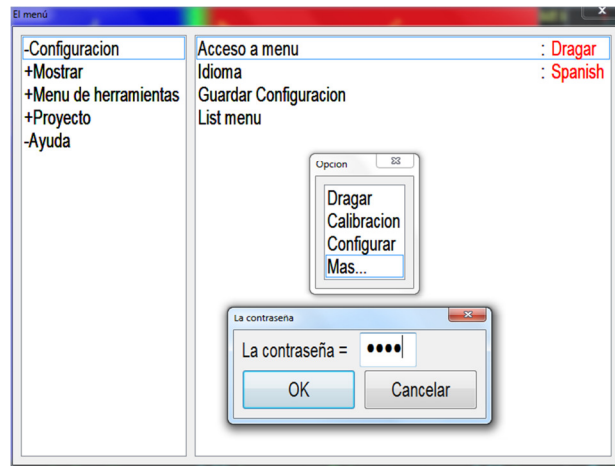 El menú
-Configuracion
+Mostrar
+Menu de herramientas
+Proyecto
-Ayuda
Acceso a menu : Dragar
Idioma : Spanish
Guardar Configuracion
List menu
Opcion
Dragar
Calibracion
Configurar
Mas...
La contraseña
La contraseña = ••••
OK Cancelar